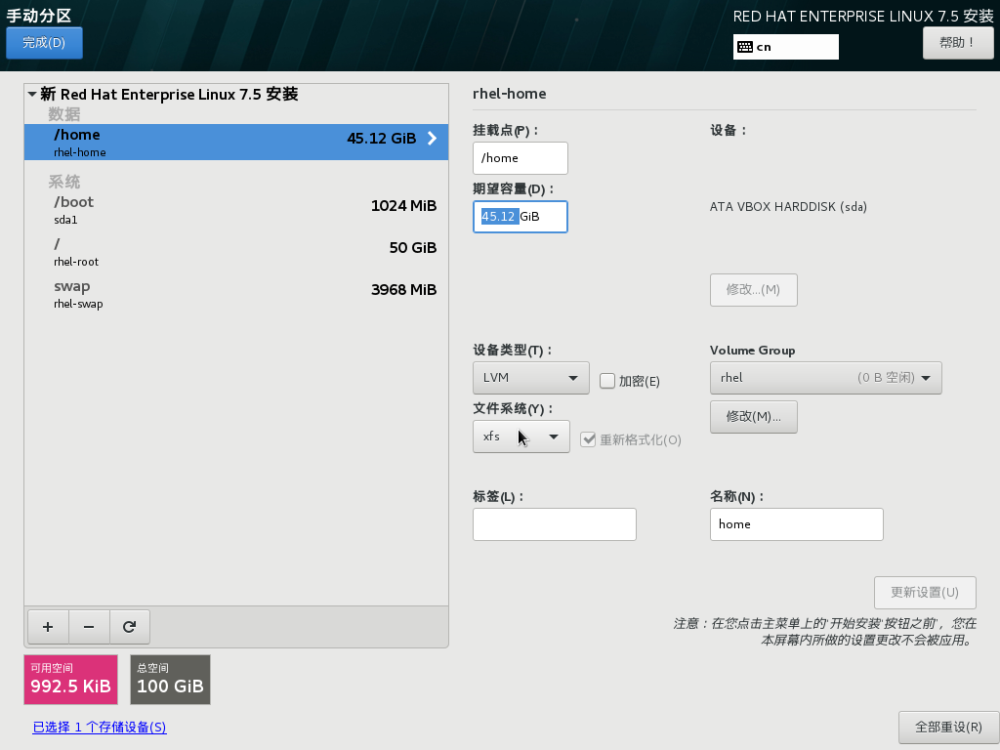 手动分区
完成(D)
RED HAT ENTERPRISE LINUX 7.5 安装
cn
帮助！
新 Red Hat Enterprise Linux 7.5 安装
数据
/home
45.12 GiB
rhel-home
系统
/boot
1024 MiB
sda1
/
50 GiB
rhel-root
swap
3968 MiB
rhel-swap
+ −
可用空间
992.5 KiB
总空间
100 GiB
已选择 1 个存储设备(S)
rhel-home
挂载点(P)：
/home
期望容量(D)：
45.12 GiB
设备：
ATA VBOX HARDDISK (sda)
修改...(M)
设备类型(T)：
LVM
加密(E)
Volume Group
rhel (0 B 空闲)
修改(M)...
文件系统(Y)：
xfs
重新格式化(O)
标签(L)：
名称(N)：
home
更新设置(U)
注意：在您点击主菜单上的'开始安装'按钮之前'，您在
本屏幕内所做的设置更改不会被应用。
全部重设(R)